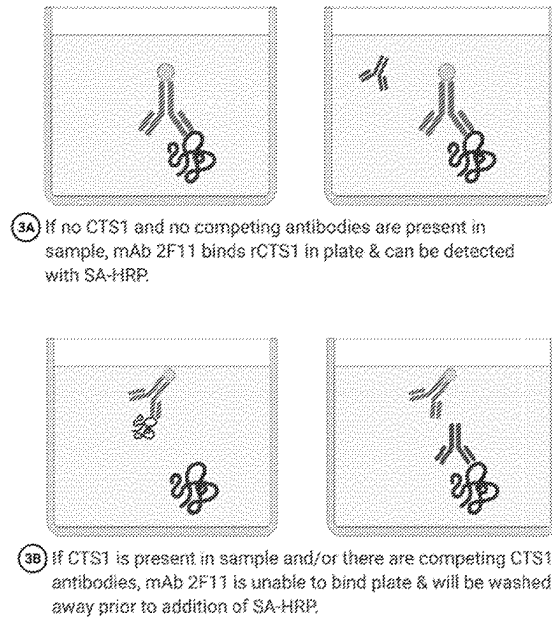 3A If no CTS1 and no competing antibodies are present in
sample, mAb 2F11 binds rCTS1 in plate & can be detected
with SA-HRP.
3B If CTS1 is present in sample and/or there are competing CTS1
antibodies, mAb 2F11 is unable to bind plate & will be washed
away prior to addition of SA-HRP.